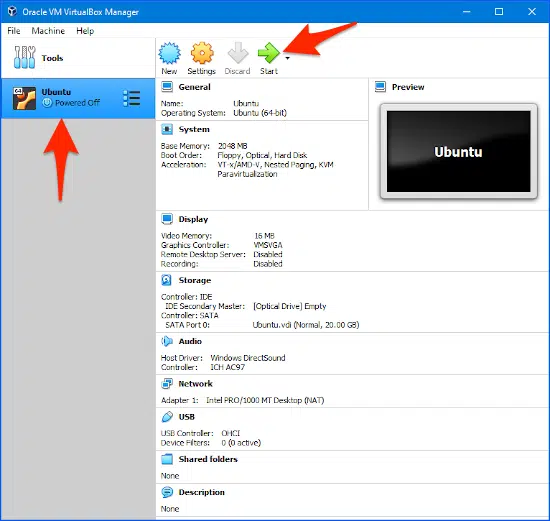 Oracle VM VirtualBox Manager
File Machine Help
Tools
New Settings Discard Start
64
Ubuntu
Powered Off
General
Name: Ubuntu
Operating System: Ubuntu (64-bit)
Preview
Ubuntu
System
Base Memory: 2048 MB
Boot Order: Floppy, Optical, Hard Disk
Acceleration: VT-x/AMD-V, Nested Paging, KVM
Paravirtualization
Display
Video Memory: 16 MB
Graphics Controller: VMSVGA
Remote Desktop Server: Disabled
Recording: Disabled
Storage
Controller: IDE
IDE Secondary Master: [Optical Drive] Empty
Controller: SATA
SATA Port 0: Ubuntu.vdi (Normal, 20.00 GB)
Audio
Host Driver: Windows DirectSound
Controller: ICH AC97
Network
Adapter 1: Intel PRO/1000 MT Desktop (NAT)
USB
USB Controller: OHCI
Device Filters: 0 (0 active)
Shared folders
None
Description
None